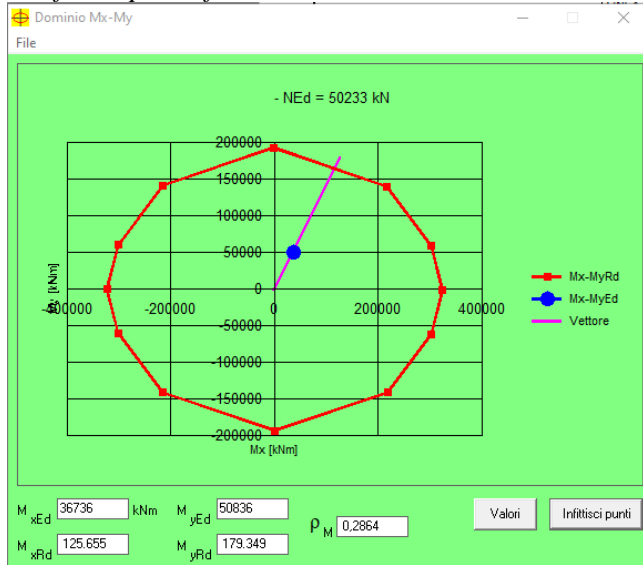 Dominio Mx-My
File
- NEd = 50233 kN
200000
150000
100000
50000
0
-50000
-100000
-150000
-200000
-400000 -200000 0 200000 400000
My [kNm]
Mx [kNm]
Mx-MyRd
Mx-MyEd
Vettore
M xEd 36736 kNm M yEd 50836
ρ M 0,2864
Valori Infittisci punti
M xRd 125.655 M yRd 179.349